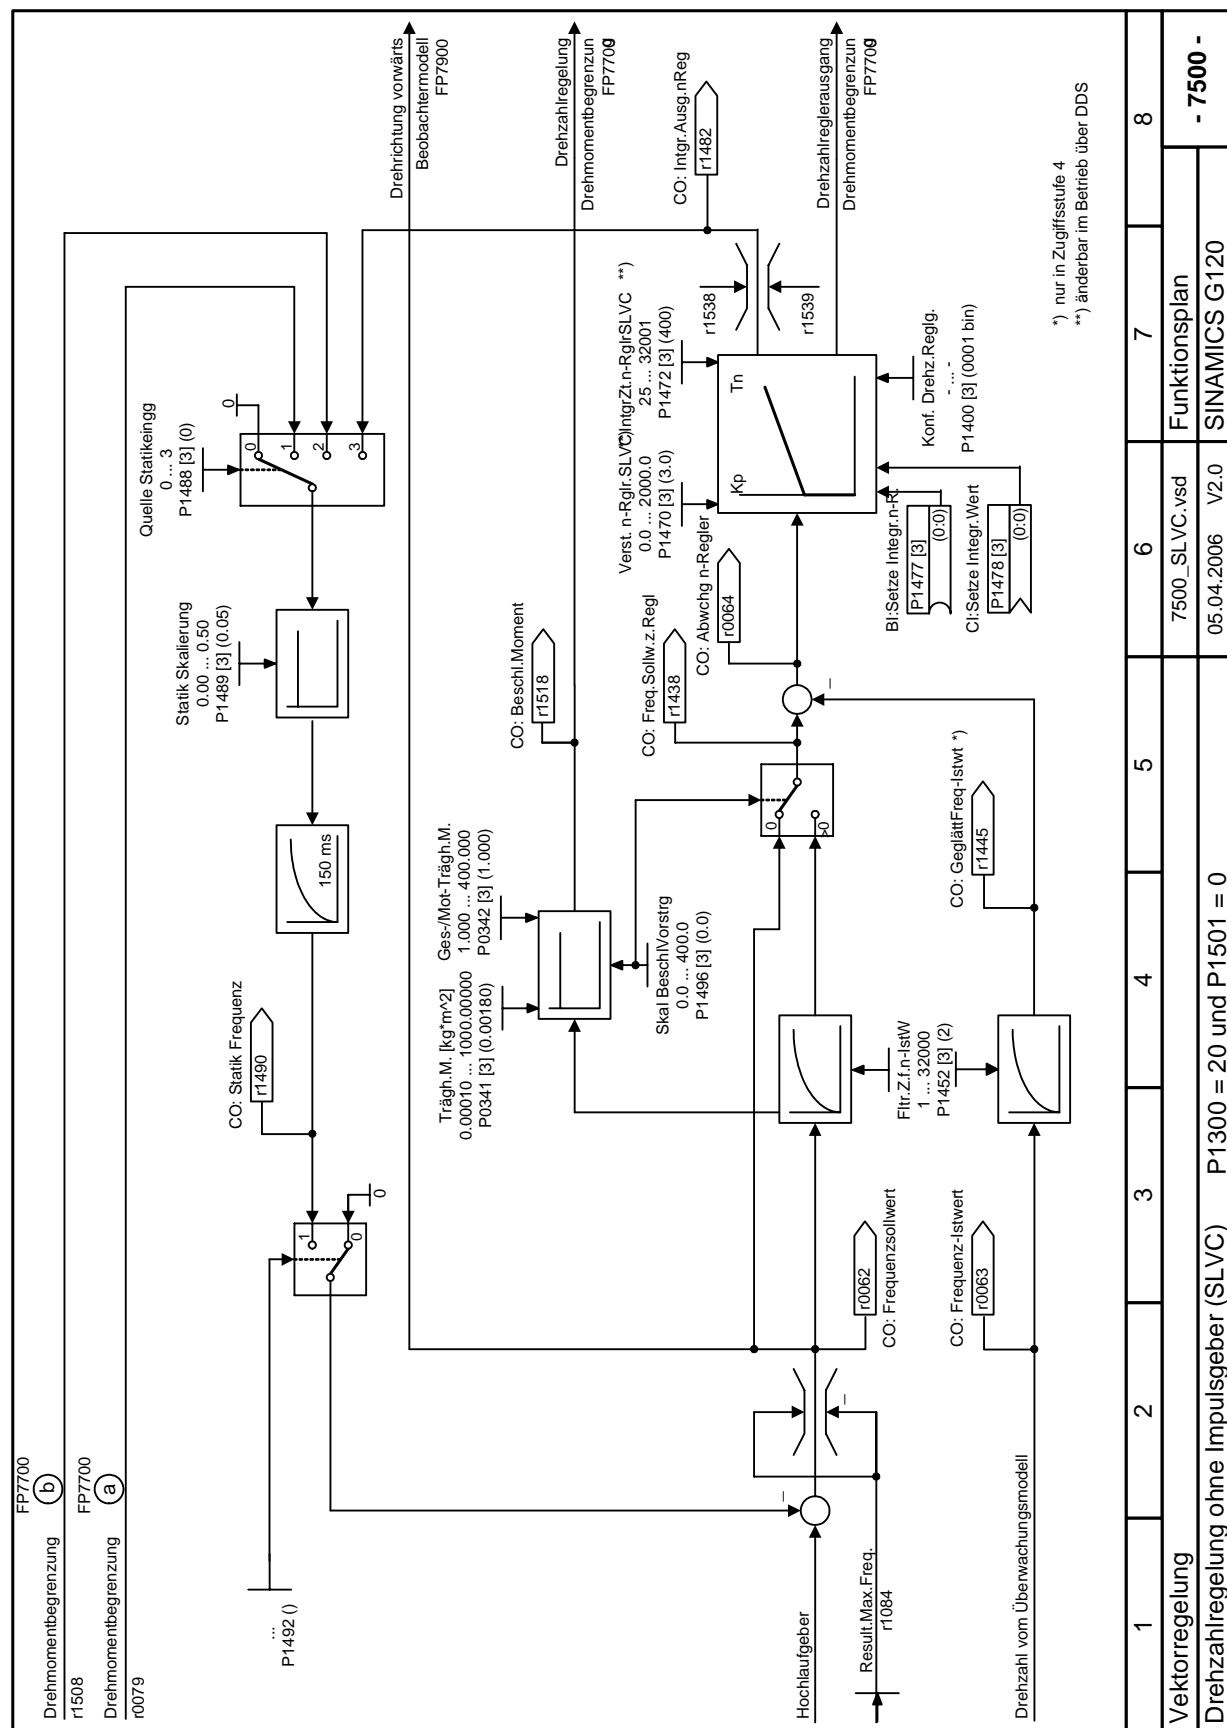 FP7700
b
Drehmomentbegrenzung
r1508
FP7700
a
Drehmomentbegrenzung
r0079
...
P1492 ()
1
0
0
CO: Statik Frequenz
r1490
150 ms
Statik Skalierung
0.00 ... 0.50
P1489 [3] (0.05)
Quelle Statikeingg
0 ... 3
P1488 [3] (0)
0
0
1
2
3
Drehrichtung vorwärts
Beobachtermodell
FP7900
Trägh.M. [kg*m^2]
0.00010 ... 1000.00000
P0341 [3] (0.00180)
Ges-/Mot-Trägh.M.
1.000 ... 400.000
P0342 [3] (1.000)
CO: Beschl.Moment
r1518
Drehzahlregelung
Drehmomentbegrenzung
FP7700
Skal BeschlVorstrg
0.0 ... 400.0
P1496 [3] (0.0)
CO: Freq.Sollw.z.Regl
r1438
CO: Abwchg n-Regler
r0064
–
0
>0
Verst. n-Rglr.SLVC
0.0 ... 2000.0
P1470 [3] (3.0)
IntgrZt.n-RglrSLVC **)
25 ... 32001
P1472 [3] (400)
Kp
Tn
r1538
r1539
CO: Intgr.Ausg.nReg
r1482
Drehzahlreglerausgang
Drehmomentbegrenzung
FP7700
Hochlaufgeber
–
–
Result.Max.Freq.
r1084
r0062
CO: Frequenzsollwert
Fltr.Z.f.n-IstW
1 ... 32000
P1452 [3] (2)
BI:Setze Integr.n-R.
P1477 [3]
(0:0)
CI:Setze Integr.Wert
P1478 [3]
(0:0)
Konf. Drehz.Reglg.
- ... -
P1400 [3] (0001 bin)
Drehzahl vom Überwachungsmodell
CO: Frequenz-Istwert
r0063
CO: GeglättFreq-Istwt *)
r1445
*) nur in Zugiffsstufe 4
**) änderbar im Betrieb über DDS
1 2 3 4 5 6 7 8
Vektorregelung
7500_SLVC.vsd
Funktionsplan
- 7500 -
Drehzahlregelung ohne Impulsgeber (SLVC) P1300 = 20 und P1501 = 0
05.04.2006 V2.0
SINAMICS G120